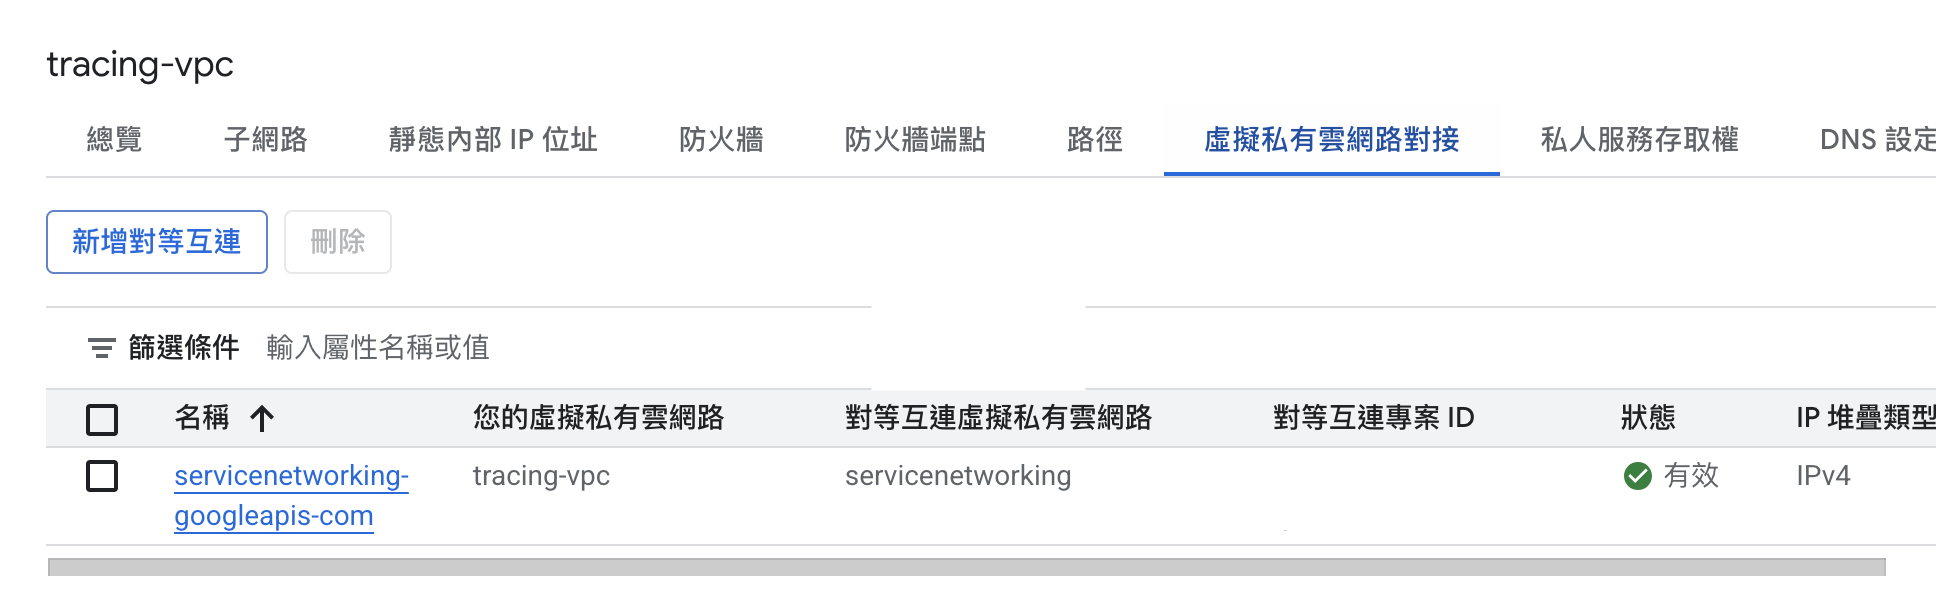 tracing-vpc
總覽 子網路 靜態內部 IP 位址 防火牆 防火牆端點 路徑 虛擬私有雲網路對接 私人服務存取權 DNS 設定
新增對等互連 刪除
篩選條件 輸入屬性名稱或值
名稱 您的虛擬私有雲網路 對等互連虛擬私有雲網路 對等互連專案 ID 狀態 IP 堆疊類型
servicenetworking- tracing-vpc servicenetworking 有效 IPv4
googleapis-com